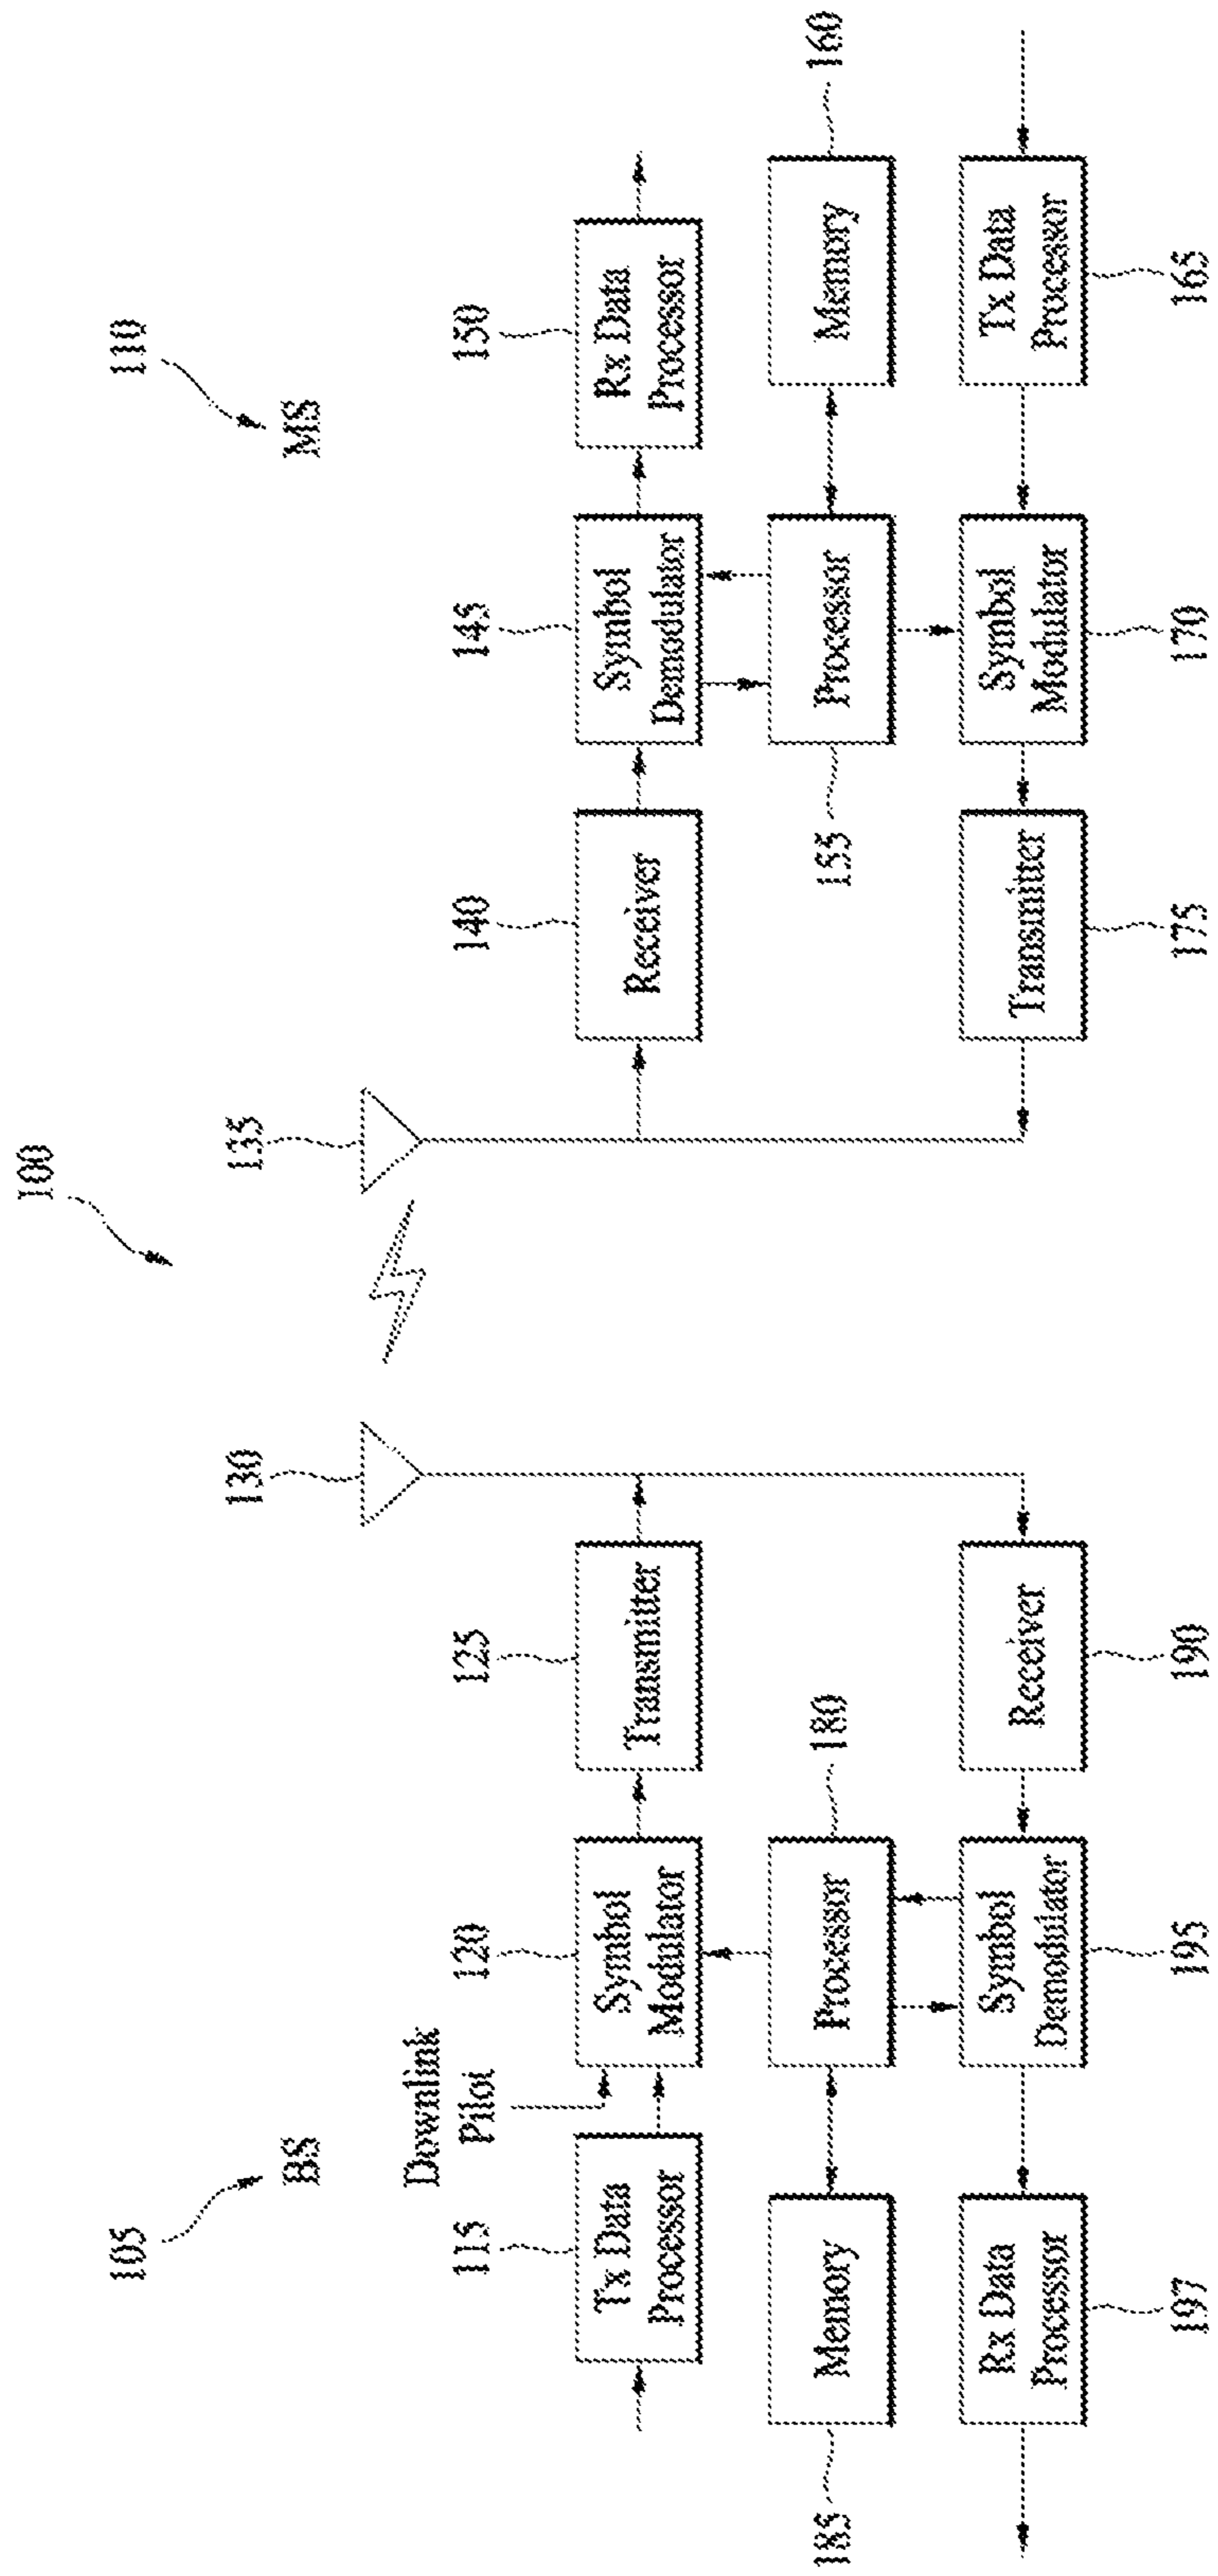 100
105
BS
110
MS
130
135
Downlink
Pilot
115
Tx Data
Processor
120
Symbol
Modulator
125
Transmitter
140
Receiver
145
Symbol
Demodulator
150
Rx Data
Processor
185
Memory
Processor
180
155
Processor
Memory
160
Rx Data
Processor
197
Symbol
Demodulator
195
Receiver
190
Transmitter
175
Symbol
Modulator
170
Tx Data
Processor
165